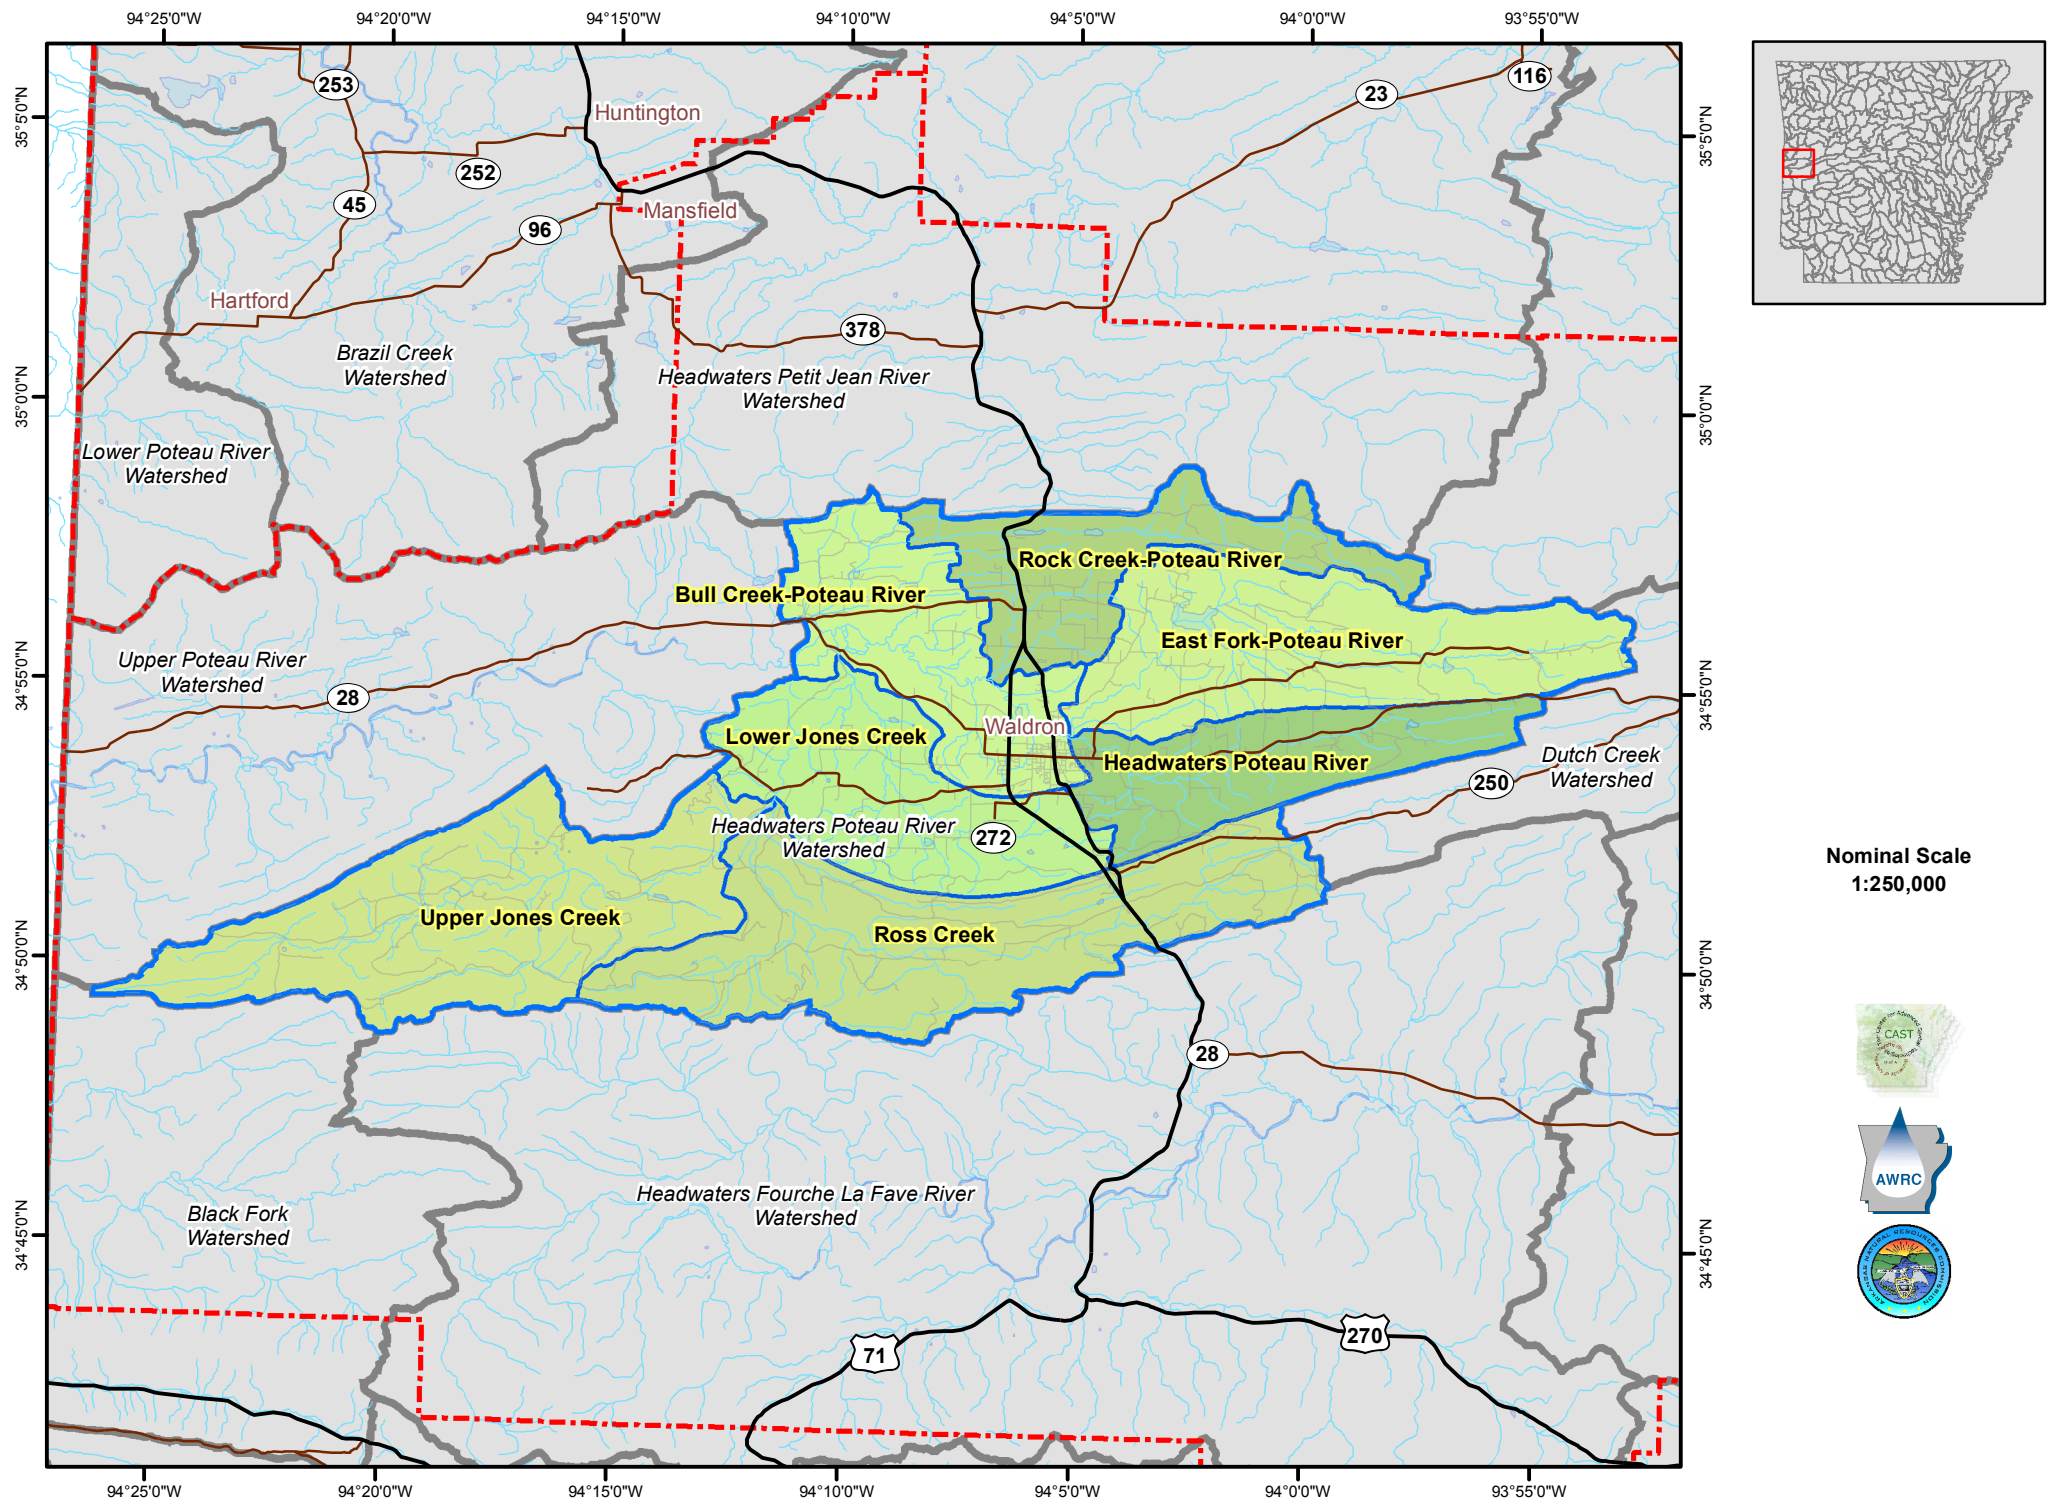 94°25'0"W
94°20'0"W
94°15'0"W
94°10'0"W
94°5'0"W
94°0'0"W
93°55'0"W
35°5'0"N
35°5'0"N
253
116
23
Huntington
252
45
Mansfield
96
Hartford
378
Brazil Creek
Watershed
Headwaters Petit Jean River
Watershed
35°0'0"N
35°0'0"N
Lower Poteau River
Watershed
Rock Creek-Poteau River
Bull Creek-Poteau River
East Fork-Poteau River
Upper Poteau River
Watershed
34°55'0"N
34°55'0"N
28
Waldron
Lower Jones Creek
Headwaters Poteau River
Dutch Creek
Watershed
250
Headwaters Poteau River
Watershed
272
Nominal Scale
1:250,000
Upper Jones Creek
Ross Creek
34°50'0"N
34°50'0"N
28
CAST
AWRC
Headwaters Fourche La Fave River
Watershed
Black Fork
Watershed
34°45'0"N
34°45'0"N
ARKANSAS NATURAL RESOURCES COMMISSION
71
270
94°25'0"W
94°20'0"W
94°15'0"W
94°10'0"W
94°5'0"W
94°0'0"W
93°55'0"W